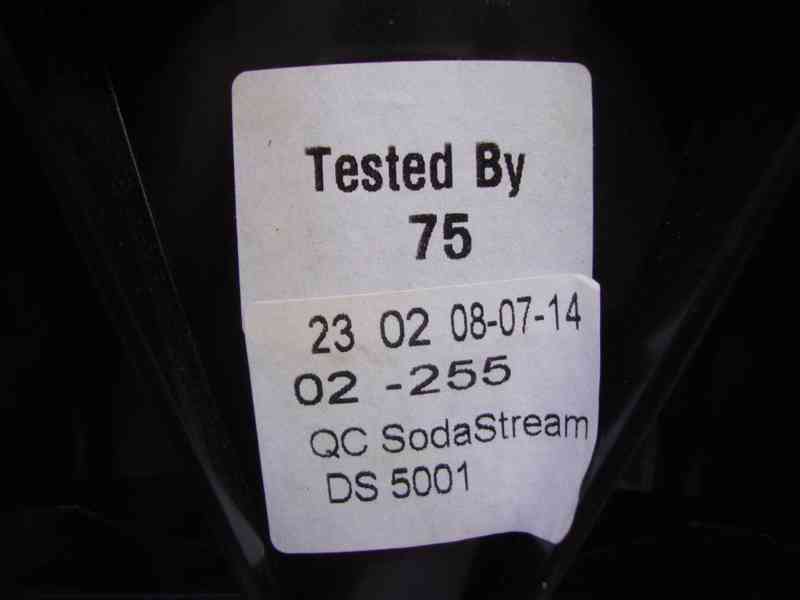 Tested By
75
23 02 08-07-14
02 -255
QC SodaStream
DS 5001